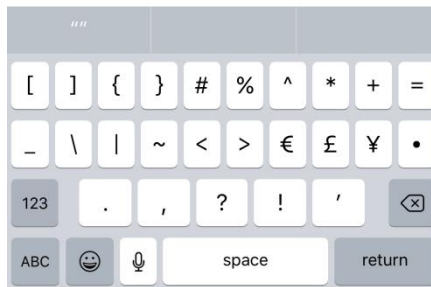 ""
[ ] { } # % ^ * + =
_ \ | ~ < > € £ ¥ •
123 . , ? ! '
ABC space return